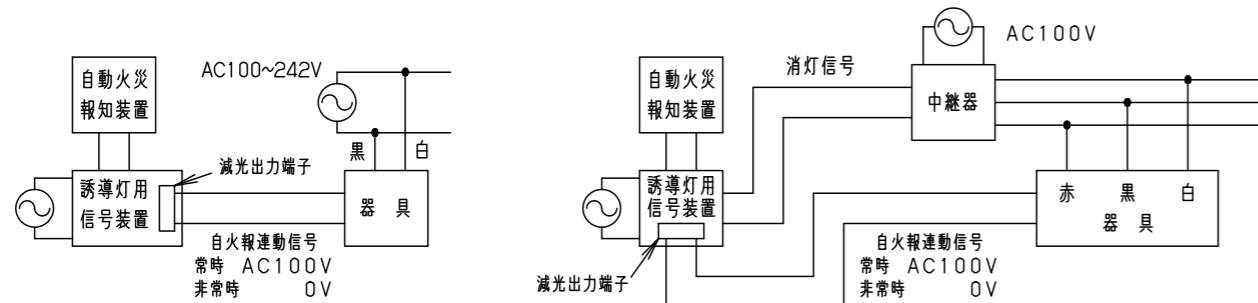 自動火災
報知装置
AC100~242V
黒
白
減光出力端子
誘導灯用
信号装置
器具
自火報連動信号
常時 AC100V
非常時 0V
AC100V
自動火災
報知装置
消灯信号
中継器
誘導灯用
信号装置
赤 黒 白
器具
減光出力端子
自火報連動信号
常時 AC100V
非常時 0V